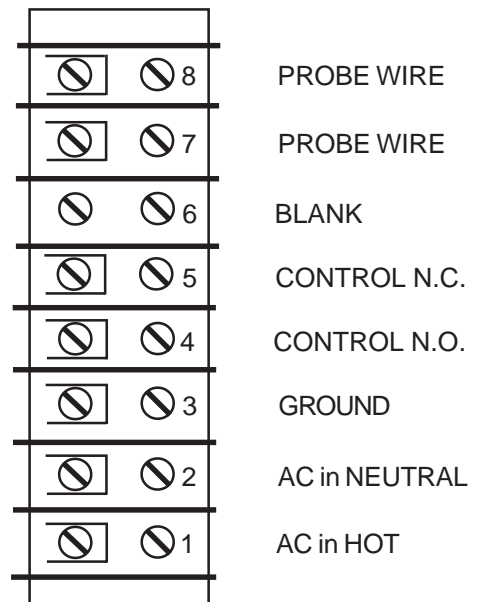 8 PROBE WIRE
7 PROBE WIRE
6 BLANK
5 CONTROL N.C.
4 CONTROL N.O.
3 GROUND
2 AC in NEUTRAL
1 AC in HOT